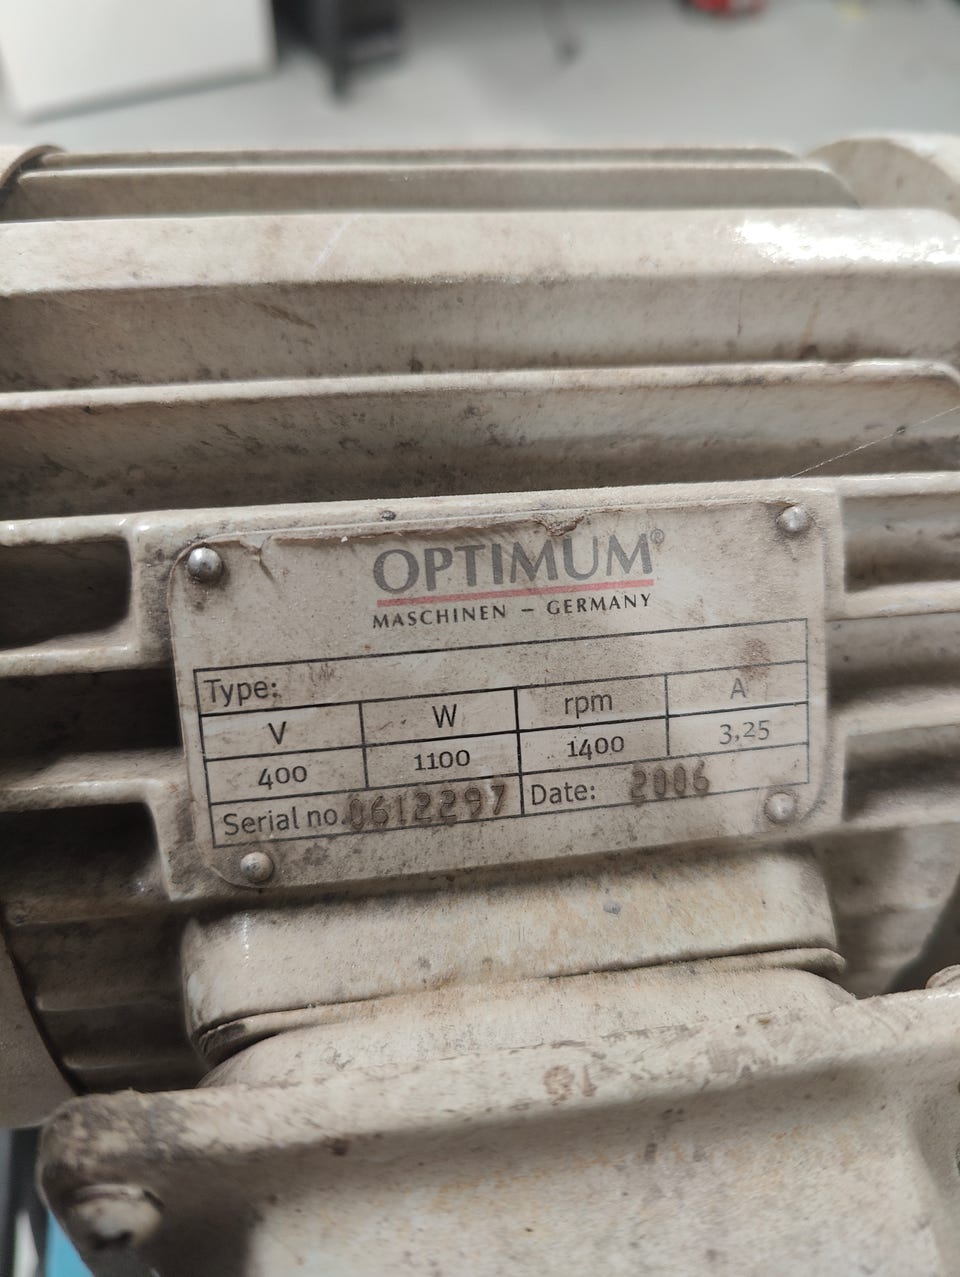 OPTIMUM®
MASCHINEN – GERMANY
Type:
V W rpm A
400 1100 1400 3,25
Serial no. 0612297 Date: 2006